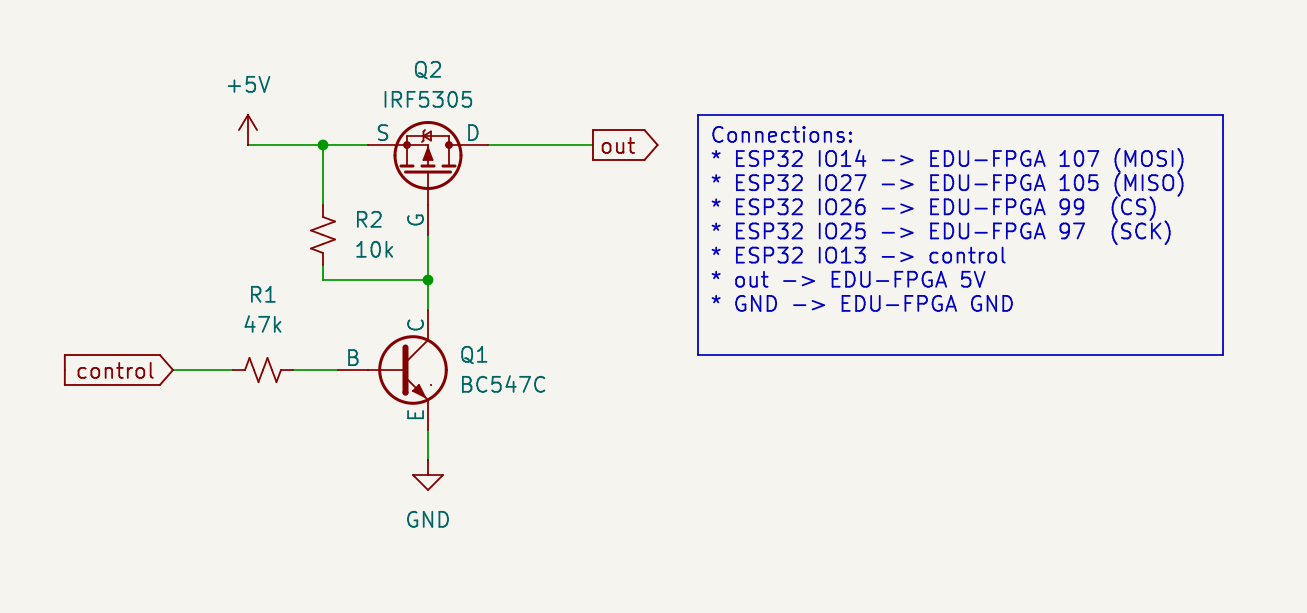 Q2
+5V
IRF5305
S
D
out
G
R2
10k
R1
47k
C
B
Q1
control
BC547C
E
GND
Connections:
* ESP32 IO14 -> EDU-FPGA 107 (MOSI)
* ESP32 IO27 -> EDU-FPGA 105 (MISO)
* ESP32 IO26 -> EDU-FPGA 99  (CS)
* ESP32 IO25 -> EDU-FPGA 97  (SCK)
* ESP32 IO13 -> control
* out -> EDU-FPGA 5V
* GND -> EDU-FPGA GND